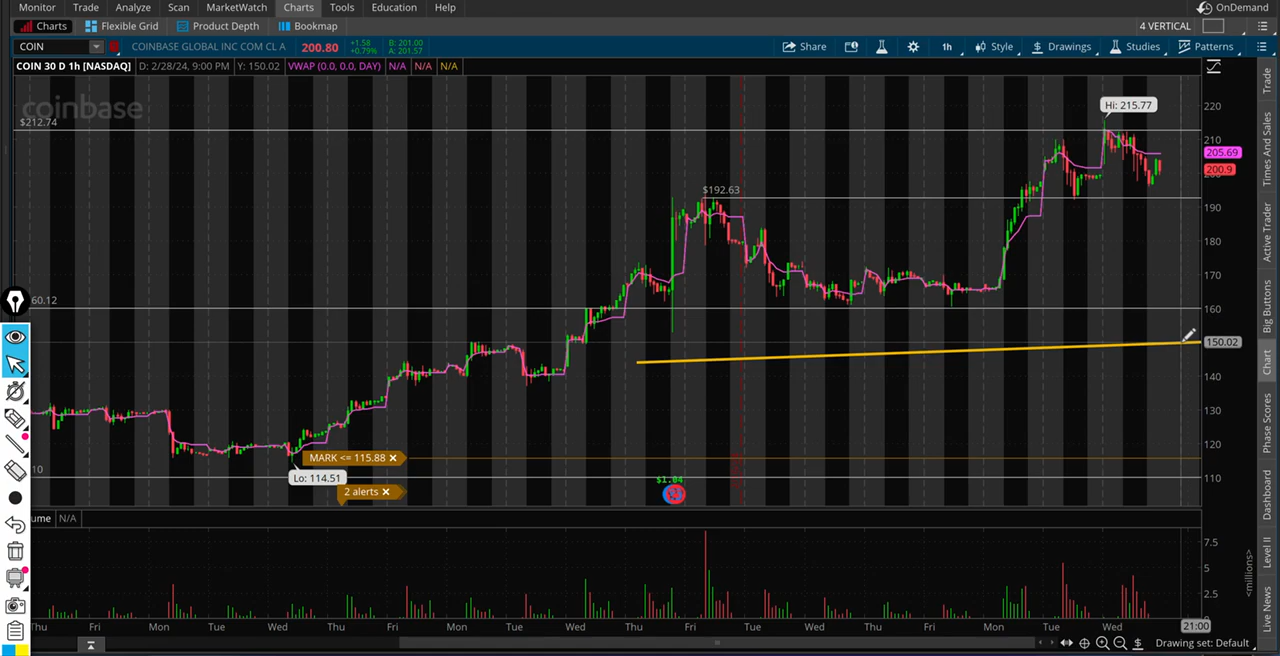 Monitor Trade Analyze Scan MarketWatch Charts Tools Education Help OnDemand
Charts Flexible Grid Product Depth Bookmap 4 VERTICAL
COIN COINBASE GLOBAL INC COM CL A 200.80 +1.58 +0.79% B: 201.00 A: 201.57 Share 1h Style Drawings Studies Patterns
COIN 30 D 1h [NASDAQ] D: 2/28/24, 9:00 PM Y: 150.02 VWAP (0.0, 0.0, DAY) N/A N/A N/A
coinbase
$212.74
Hi: 215.77
$192.63
60.12
MARK <= 115.88
10
Lo: 114.51
2 alerts
$1.04
220
210
205.69
200.9
190
180
170
160
150.02
140
130
120
110
ume N/A
7.5
5
2.5
<millions>
Thu Fri Mon Tue Wed Thu Fri Mon Tue Wed Thu Fri Tue Wed Thu Fri Mon Tue Wed 21:00
Drawing set: Default
Trade
Times And Sales
Active Trader
Big Buttons
Chart
Phase Scores
Dashboard
Level II
Live News